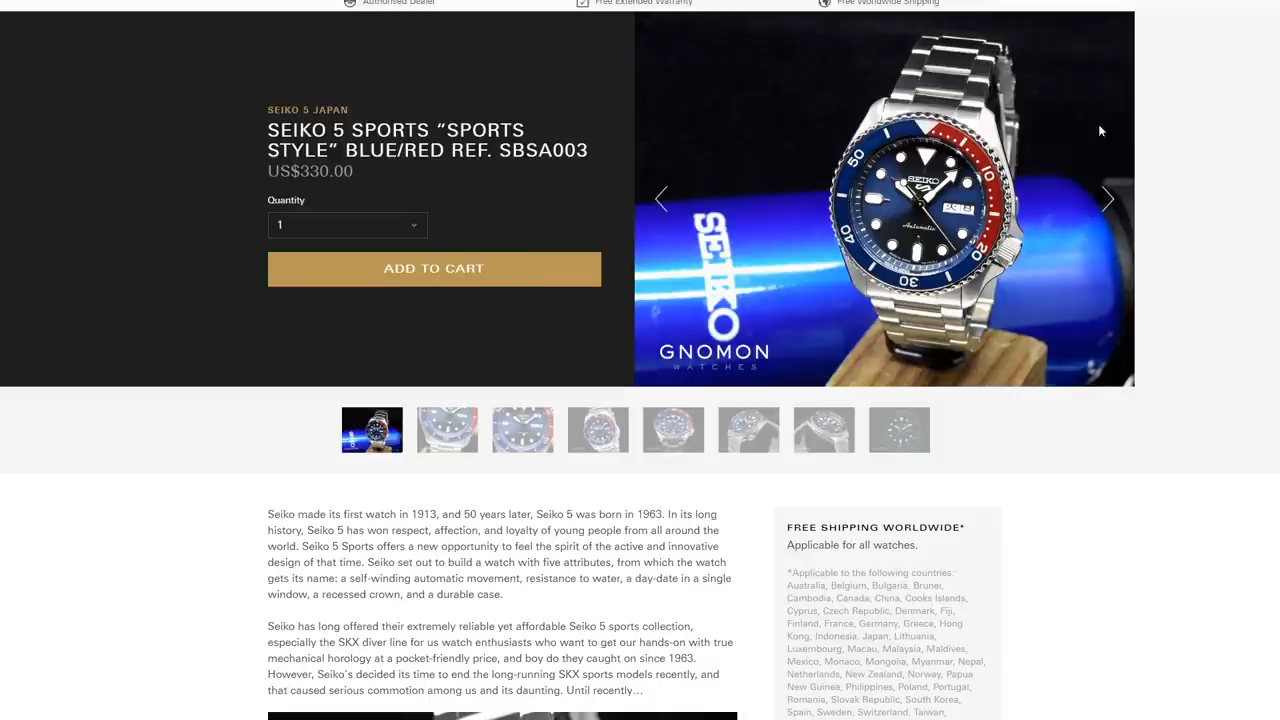 Authorised Dealer
Free Extended Warranty
Free Worldwide Shipping
SEIKO 5 JAPAN
SEIKO 5 SPORTS “SPORTS
STYLE” BLUE/RED REF. SBSA003
US$330.00
Quantity
1
ADD TO CART
50
10
SEIKO
5
Automatic
40
20
30
SEIKO
GNOMON
WATCHES
Seiko made its first watch in 1913, and 50 years later, Seiko 5 was born in 1963. In its long
history, Seiko 5 has won respect, affection, and loyalty of young people from all around the
world. Seiko 5 Sports offers a new opportunity to feel the spirit of the active and innovative
design of that time. Seiko set out to build a watch with five attributes, from which the watch
gets its name: a self-winding automatic movement, resistance to water, a day-date in a single
window, a recessed crown, and a durable case.
Seiko has long offered their extremely reliable yet affordable Seiko 5 sports collection,
especially the SKX diver line for us watch enthusiasts who want to get our hands-on with true
mechanical horology at a pocket-friendly price, and boy do they caught on since 1963.
However, Seiko's decided its time to end the long-running SKX sports models recently, and
that caused serious commotion among us and its daunting. Until recently...
FREE SHIPPING WORLDWIDE*
Applicable for all watches.
*Applicable to the following countries:
Australia, Belgium, Bulgaria, Brunei,
Cambodia, Canada, China, Cooks Islands,
Cyprus, Czech Republic, Denmark, Fiji,
Finland, France, Germany, Greece, Hong
Kong, Indonesia, Japan, Lithuania,
Luxembourg, Macau, Malaysia, Maldives,
Mexico, Monaco, Mongolia, Myanmar, Nepal,
Netherlands, New Zealand, Norway, Papua
New Guinea, Philippines, Poland, Portugal,
Romania, Slovak Republic, South Korea,
Spain, Sweden, Switzerland, Taiwan,